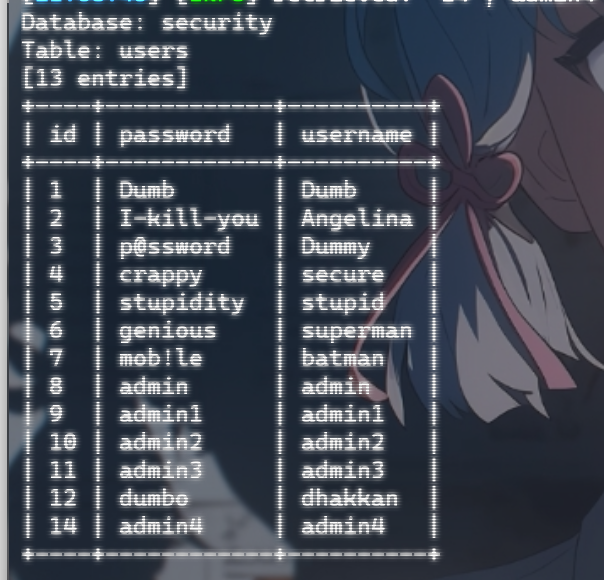 Database: security
Table: users
[13 entries]
+----+------------+----------+
| id | password   | username |
+----+------------+----------+
| 1  | Dumb       | Dumb     |
| 2  | I-kill-you | Angelina |
| 3  | p@ssword   | Dummy    |
| 4  | crappy     | secure   |
| 5  | stupidity  | stupid   |
| 6  | genious    | superman |
| 7  | mob!le     | batman   |
| 8  | admin      | admin    |
| 9  | admin1     | admin1   |
| 10 | admin2     | admin2   |
| 11 | admin3     | admin3   |
| 12 | dumbo      | dhakkan  |
| 14 | admin4     | admin4   |
+----+------------+----------+